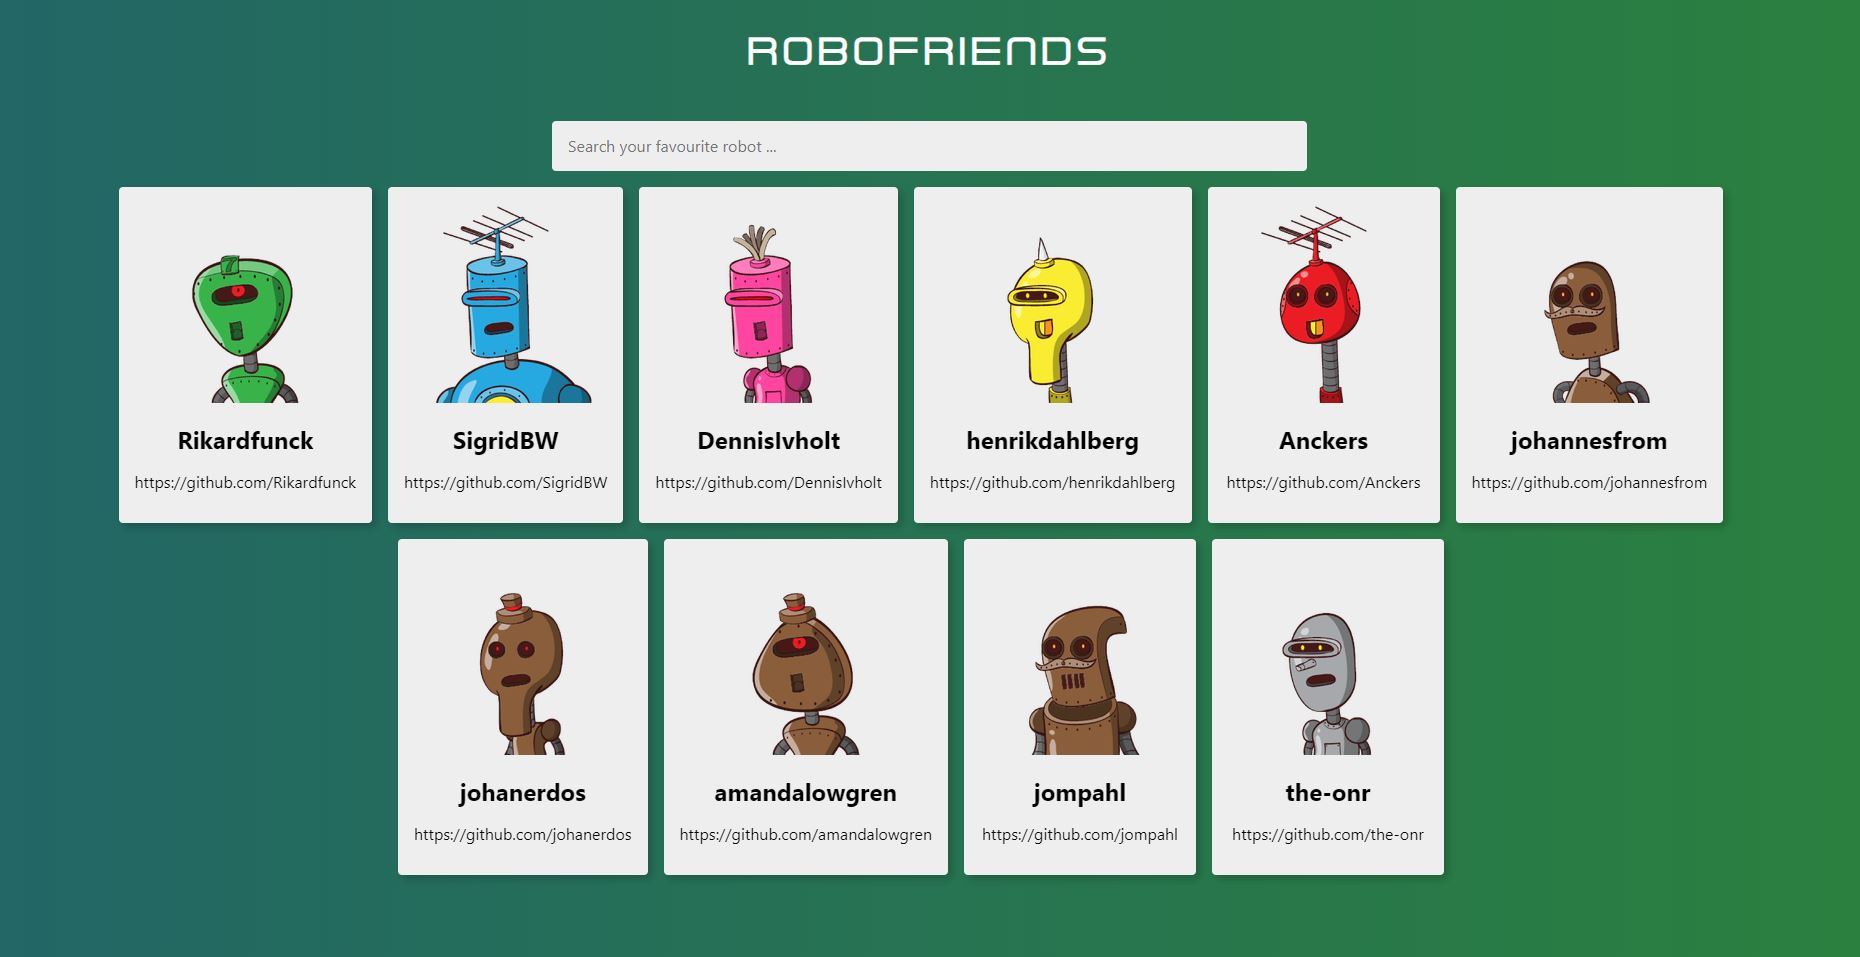 ROBOFRIENDS
Search your favourite robot ...
7
Rikardfunck
https://github.com/Rikardfunck
SigridBW
https://github.com/SigridBW
DennisIvholt
https://github.com/DennisIvholt
henrikdahlberg
https://github.com/henrikdahlberg
Anckers
https://github.com/Anckers
johannesfrom
https://github.com/johannesfrom
johanerdos
https://github.com/johanerdos
amandalowgren
https://github.com/amandalowgren
jompahl
https://github.com/jompahl
the-onr
https://github.com/the-onr